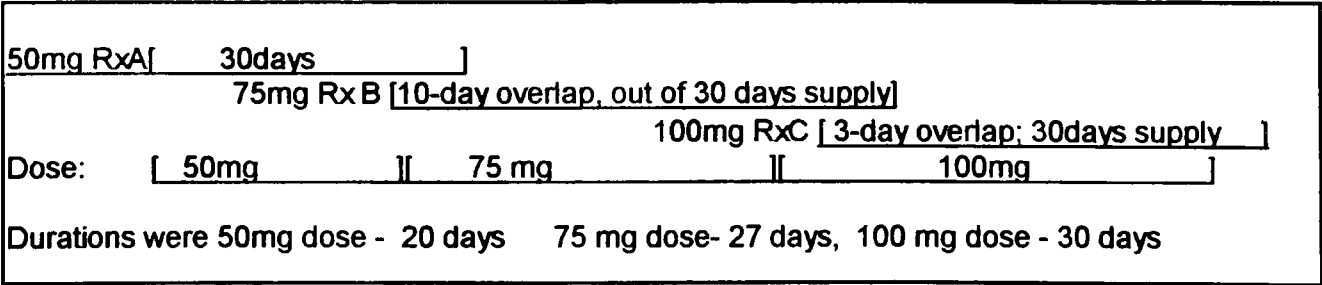 50mg RxA[ 30days ]
75mg Rx B [10-day overlap, out of 30 days supply]
100mg RxC [ 3-day overlap; 30days supply ]
Dose: [ 50mg ][ 75 mg ][ 100mg ]
Durations were 50mg dose - 20 days 75 mg dose- 27 days, 100 mg dose - 30 days